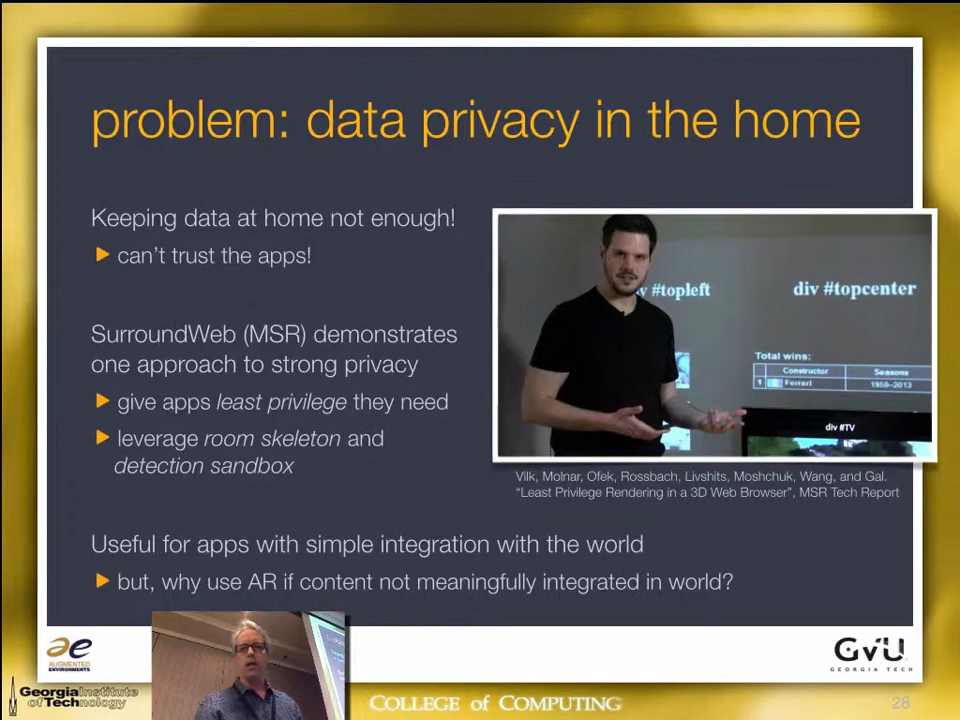 problem: data privacy in the home
Keeping data at home not enough!
can't trust the apps!
SurroundWeb (MSR) demonstrates
one approach to strong privacy
give apps least privilege they need
leverage room skeleton and
detection sandbox
#topleft
div #topcenter
Total wins:
Constructor Seasons
1 Ferrari 1950–2013
div #TV
Vilk, Molnar, Ofek, Rossbach, Livshits, Moshchuk, Wang, and Gal.
"Least Privilege Rendering in a 3D Web Browser", MSR Tech Report
Useful for apps with simple integration with the world
but, why use AR if content not meaningfully integrated in world?
ae
AUGMENTED
ENVIRONMENTS
GVU
GEORGIA TECH
Georgia Institute
of Technology
COLLEGE of COMPUTING
28